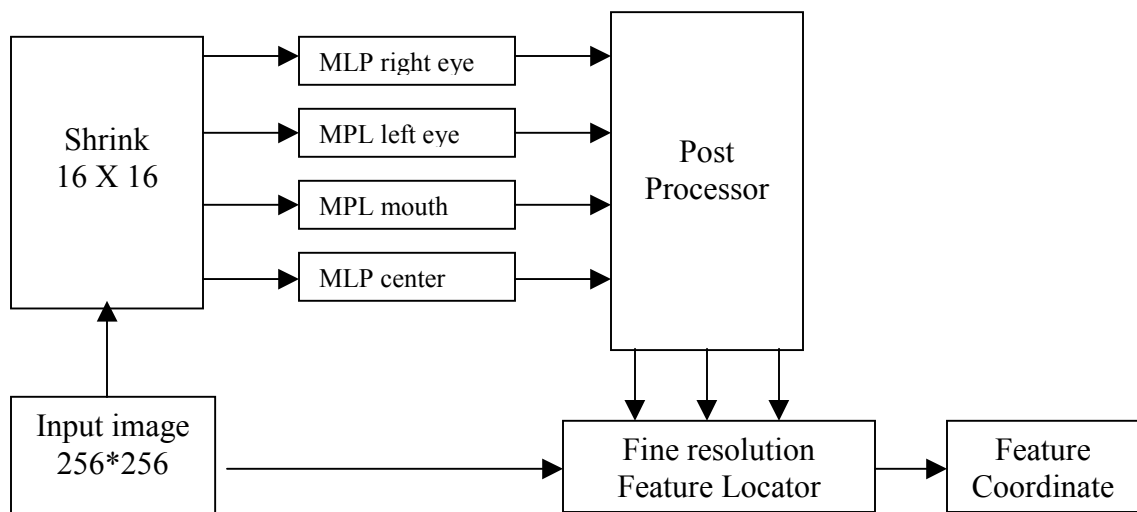 Shrink
16 X 16
MLP right eye
MPL left eye
MPL mouth
MLP center
Post
Processor
Input image
256*256
Fine resolution
Feature Locator
Feature
Coordinate